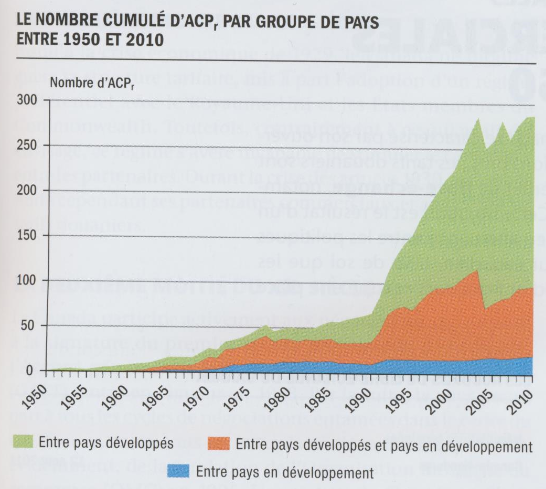 LE NOMBRE CUMULÉ D'ACPr PAR GROUPE DE PAYS
ENTRE 1950 ET 2010
Nombre d'ACPr
300
250
200
150
100
50
0
1950 1955 1960 1965 1970 1975 1980 1985 1990 1995 2000 2005 2010
Entre pays développés
Entre pays développés et pays en développement
Entre pays en développement